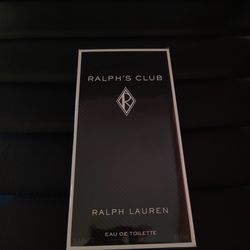 RALPH'S CLUB
R
RALPH LAUREN
EAU DE TOILETTE